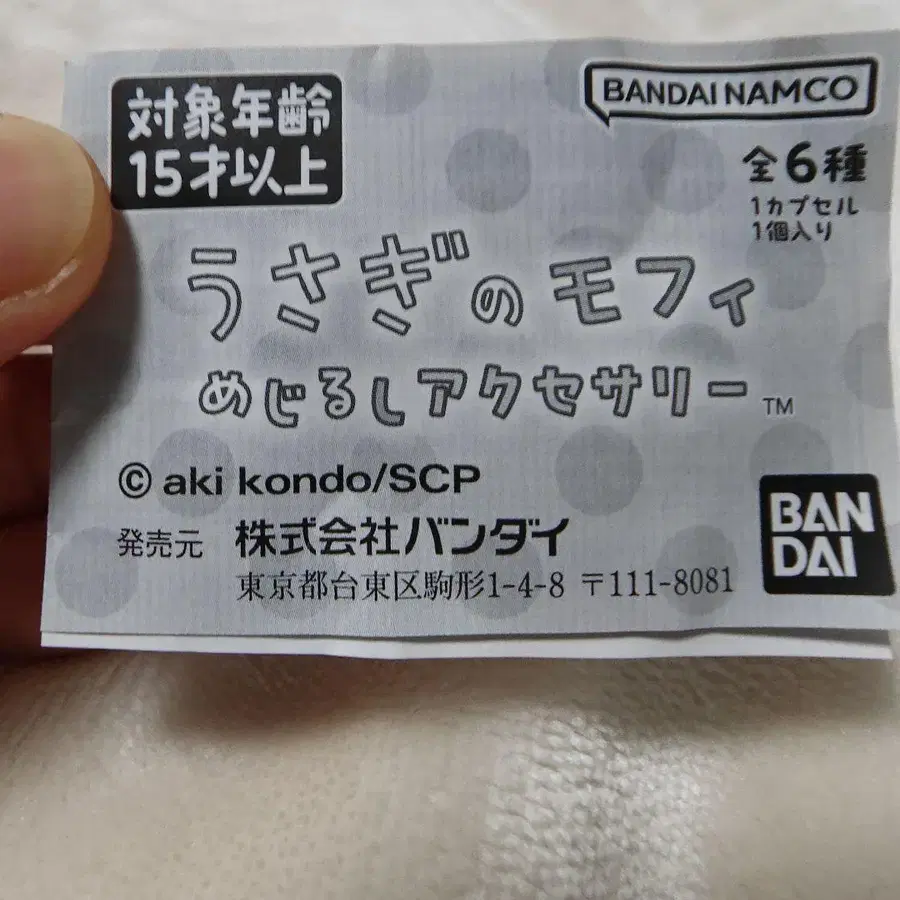 対象年齢
15才以上
BANDAI NAMCO
全6種
1カプセル
1個入り
うさぎのモフィ
めじるしアクセサリー™
© aki kondo/SCP
発売元 株式会社バンダイ
東京都台東区駒形1-4-8 〒111-8081
BAN
DAI